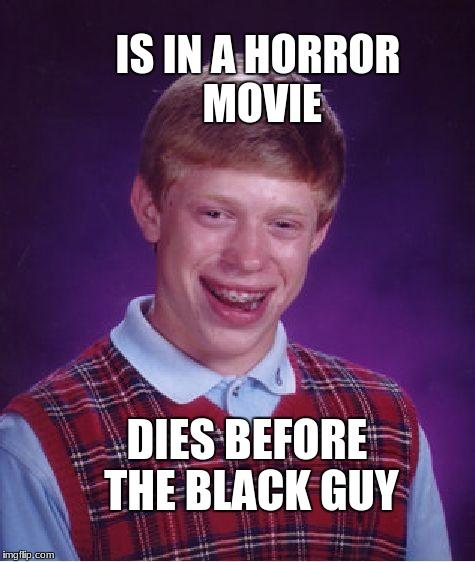 IS IN A HORROR
MOVIE
DIES BEFORE
THE BLACK GUY
imgflip.com